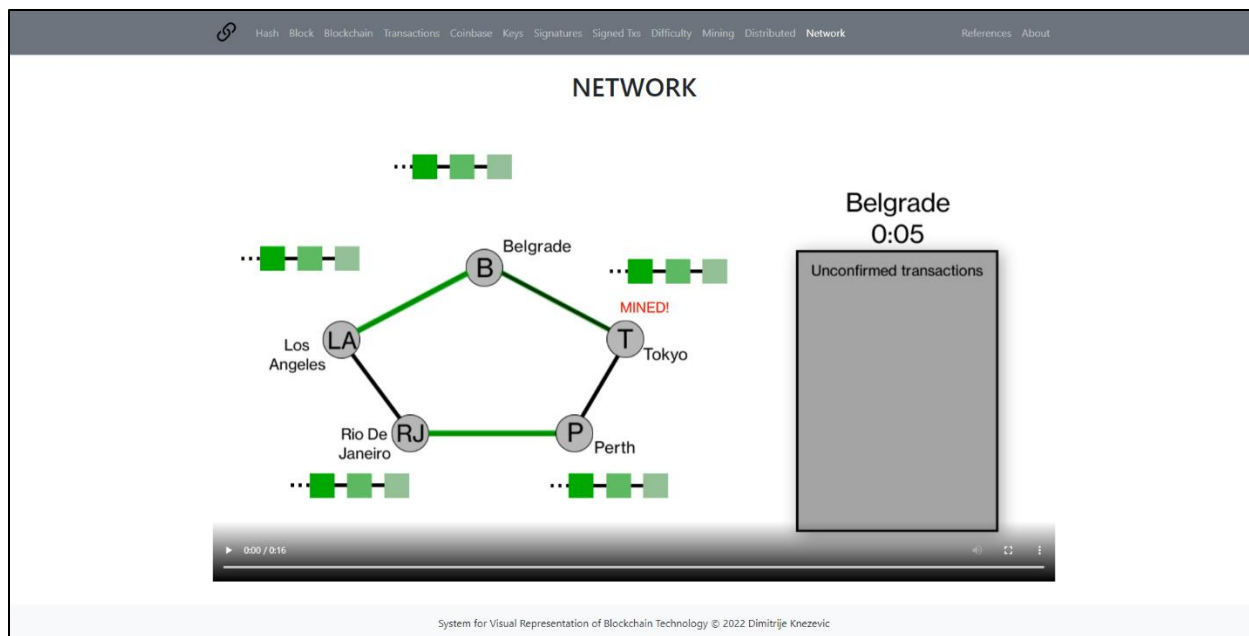 Hash Block Blockchain Transactions Coinbase Keys Signatures Signed Txs Difficulty Mining Distributed Network References About
NETWORK
Belgrade
0:05
Unconfirmed transactions
Belgrade
B
MINED!
LA
Los
Angeles
T
Tokyo
Rio De
Janeiro
RJ
P
Perth
0:00 / 0:16
System for Visual Representation of Blockchain Technology © 2022 Dimitrije Knezevic